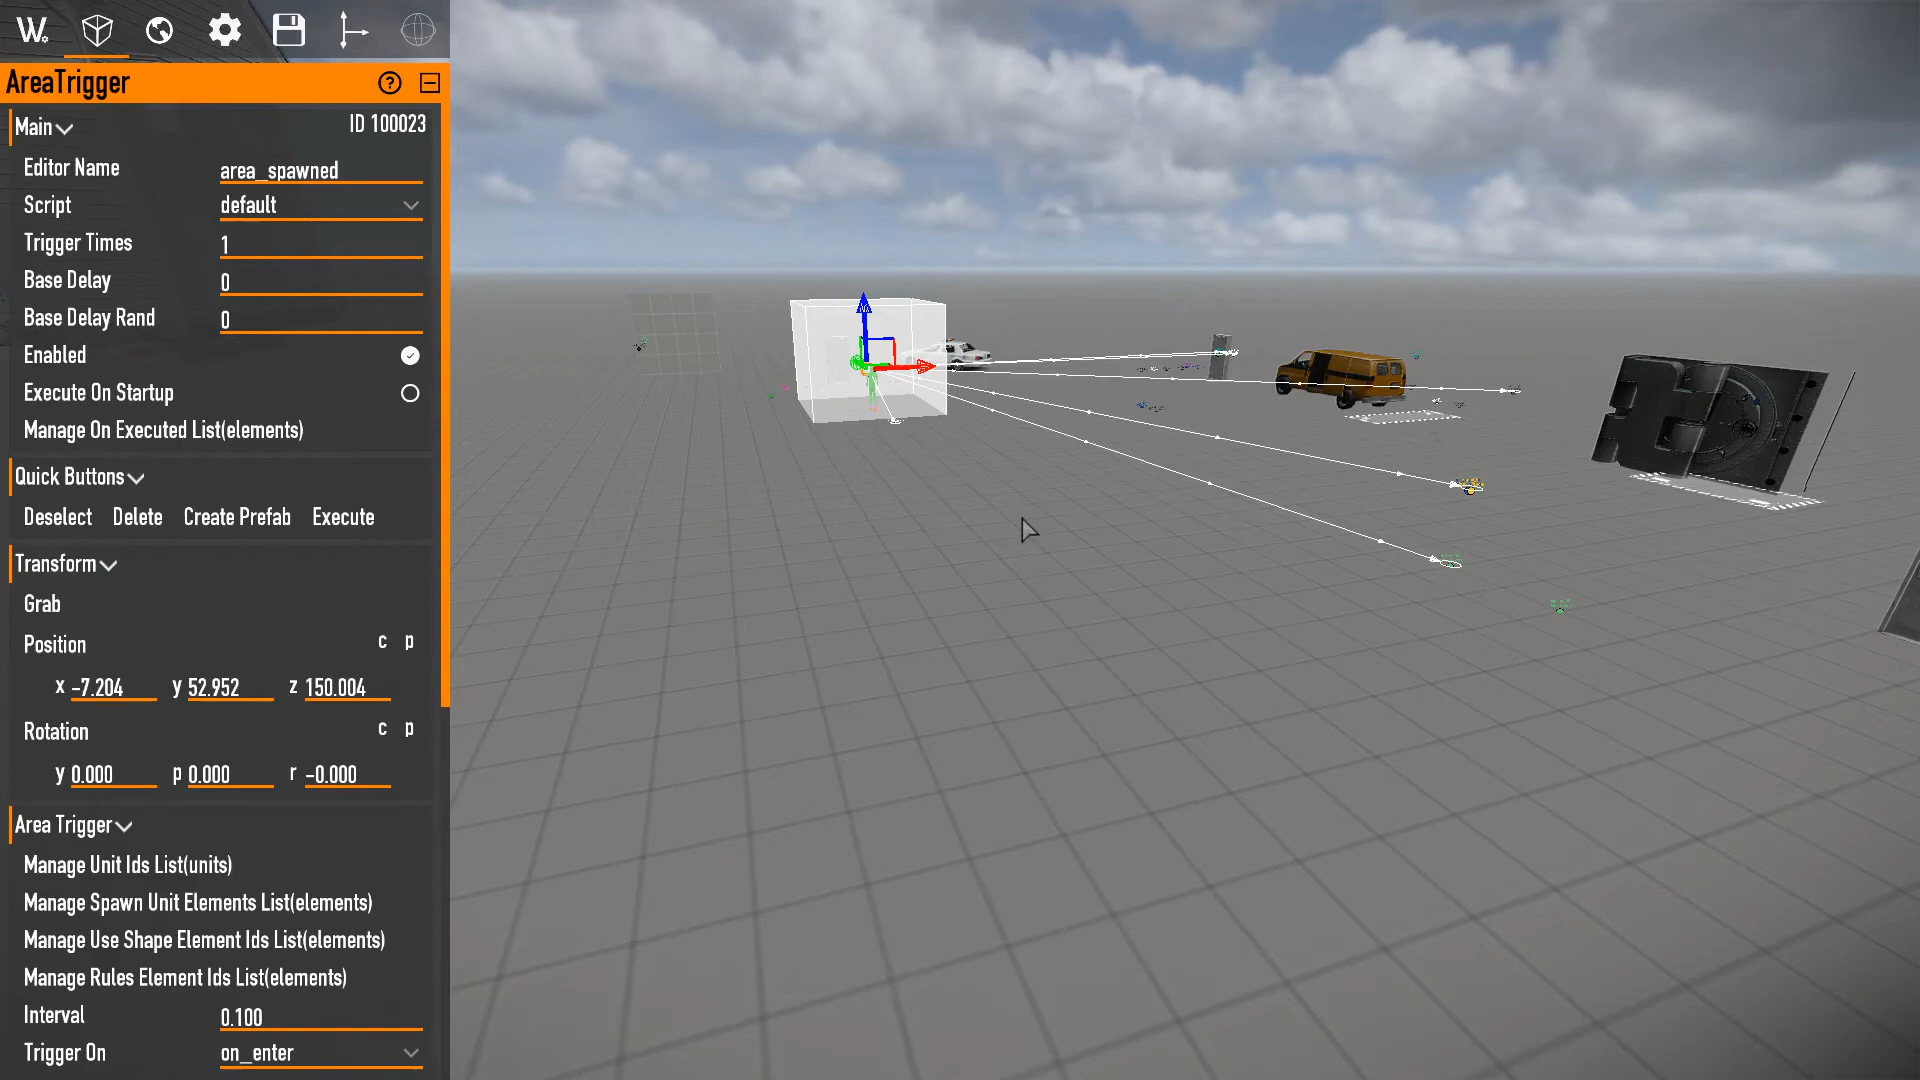 W.
AreaTrigger ?
Main ID 100023
Editor Name area_spawned
Script default
Trigger Times 1
Base Delay 0
Base Delay Rand 0
Enabled
Execute On Startup
Manage On Executed List(elements)
Quick Buttons
Deselect Delete Create Prefab Execute
Transform
Grab
Position c p
x -7.204 y 52.952 z 150.004
Rotation c p
y 0.000 p 0.000 r -0.000
Area Trigger
Manage Unit Ids List(units)
Manage Spawn Unit Elements List(elements)
Manage Use Shape Element Ids List(elements)
Manage Rules Element Ids List(elements)
Interval 0.100
Trigger On on_enter